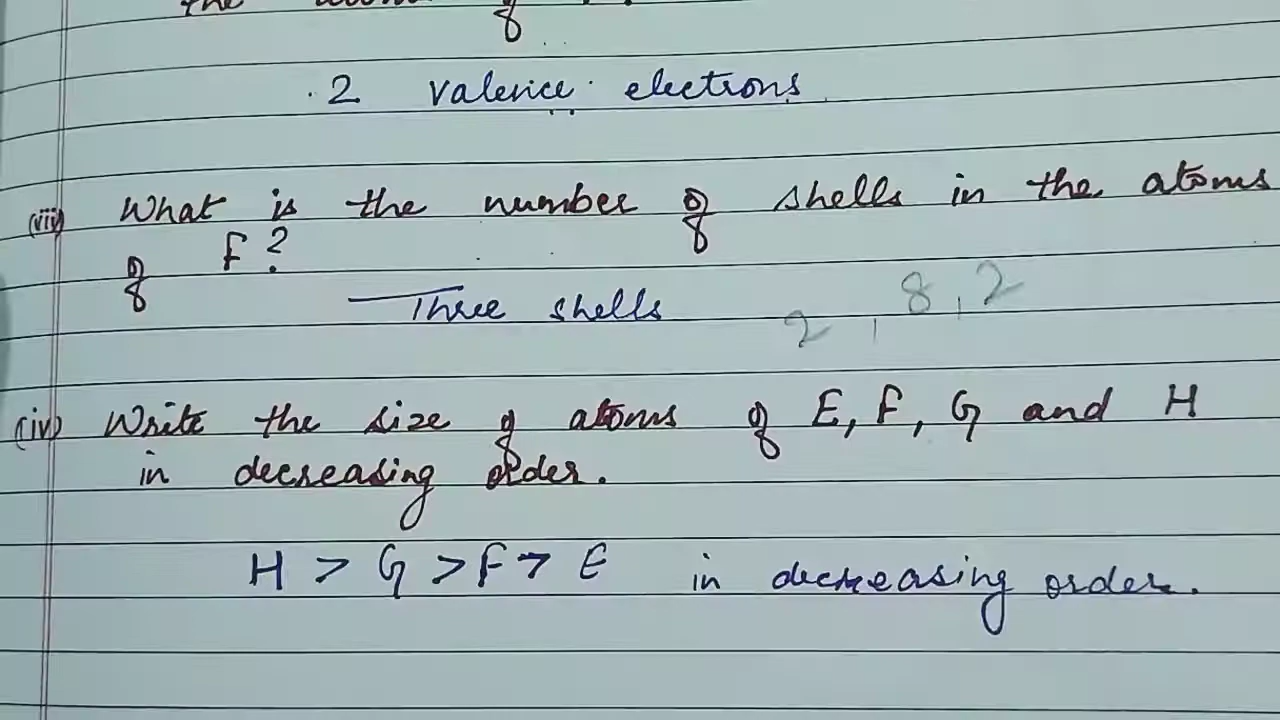 the
2 valence electrons
(iii) What is the number of shells in the atoms
of F?
Three shells 2, 8, 2
(iv) Write the size of atoms of E, F, G and H
in decreasing order.
H > G > F > E in decreasing order.